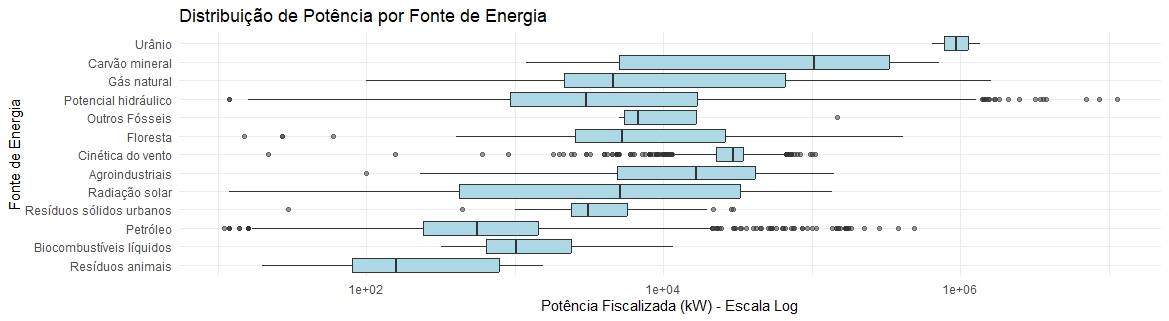 Distribuição de Potência por Fonte de Energia
Fonte de Energia
Urânio
Carvão mineral
Gás natural
Potencial hidráulico
Outros Fósseis
Floresta
Cinética do vento
Agroindustriais
Radiação solar
Resíduos sólidos urbanos
Petróleo
Biocombustíveis líquidos
Resíduos animais
1e+02 1e+04 1e+06
Potência Fiscalizada (kW) - Escala Log